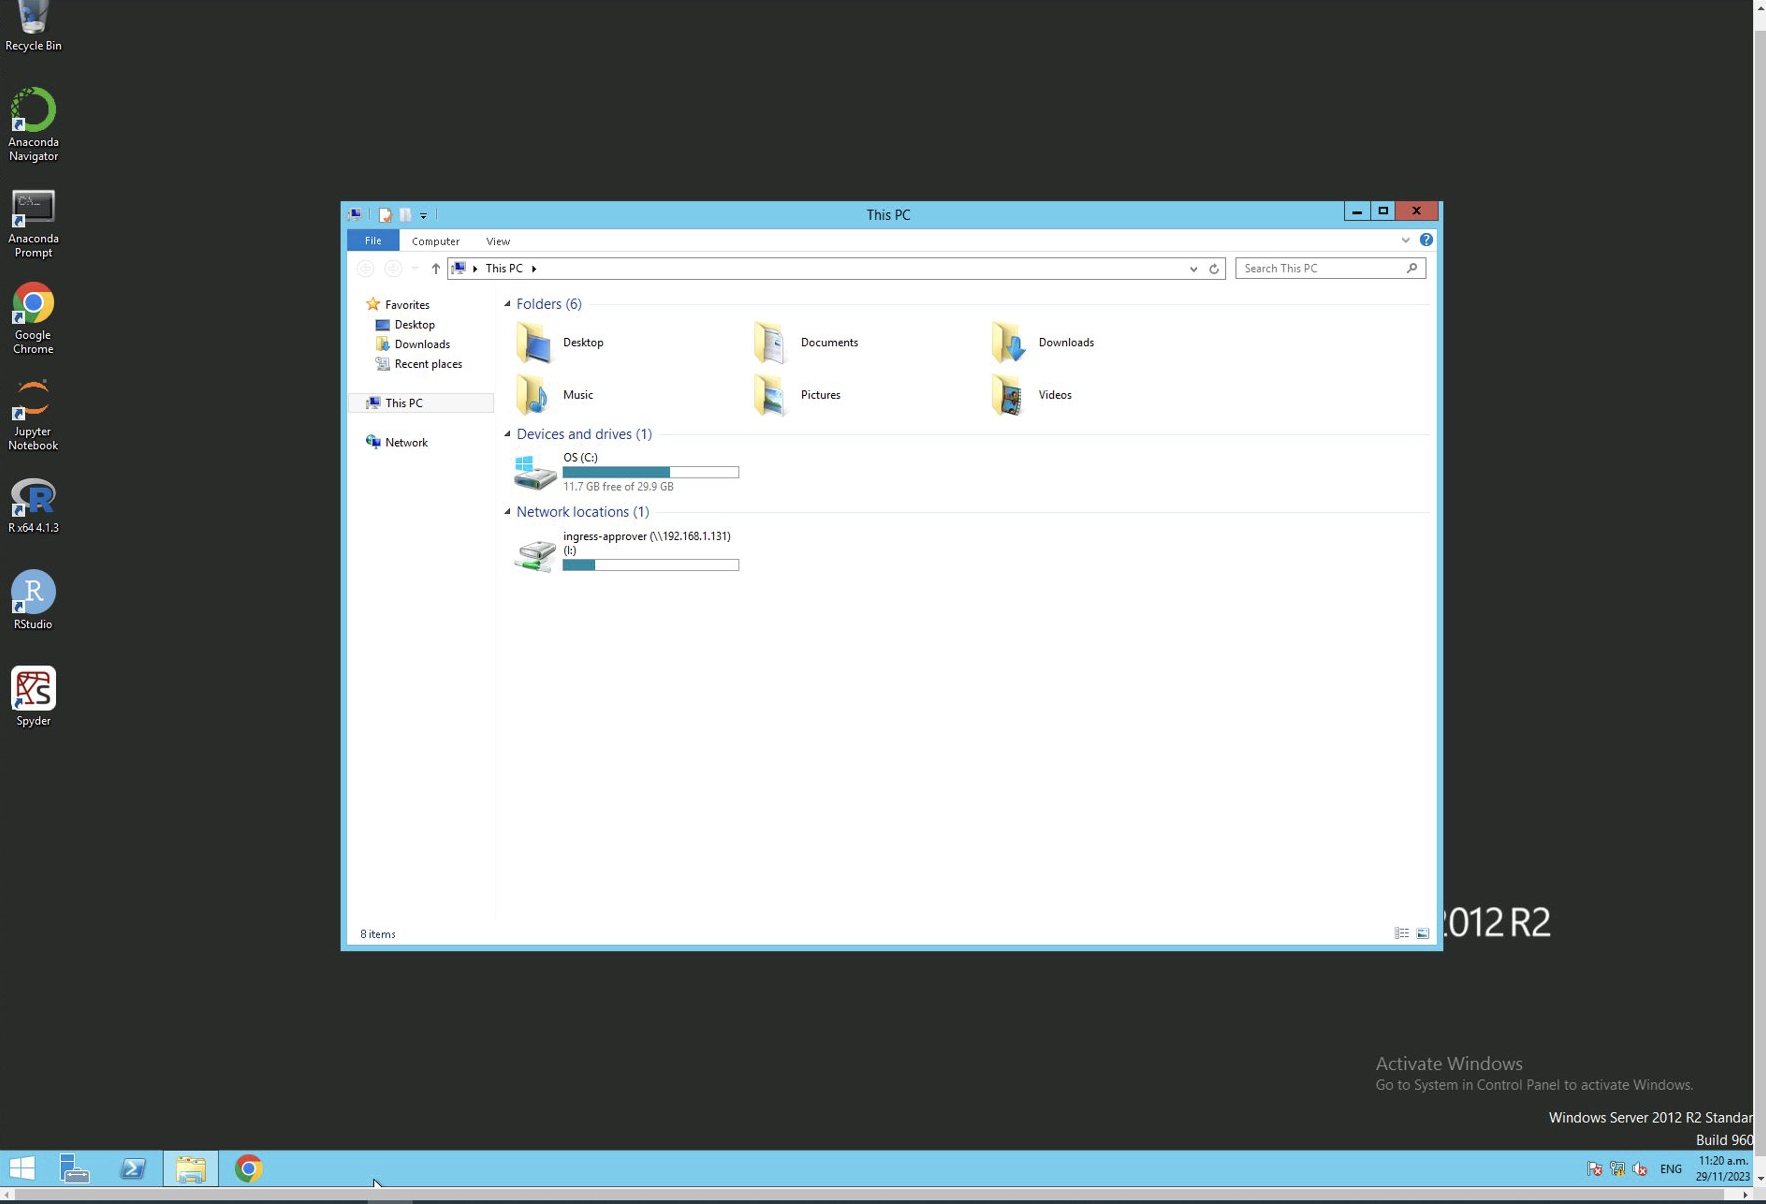 Recycle Bin
Anaconda
Navigator
Anaconda
Prompt
Google
Chrome
Jupyter
Notebook
R x64 4.1.3
RStudio
Spyder
This PC
File
Computer
View
This PC
Search This PC
Favorites
Desktop
Downloads
Recent places
This PC
Network
Folders (6)
Desktop
Documents
Downloads
Music
Pictures
Videos
Devices and drives (1)
OS (C:)
11.7 GB free of 29.9 GB
Network locations (1)
ingress-approver (\\192.168.1.131)
(I:)
8 items
2012 R2
Activate Windows
Go to System in Control Panel to activate Windows.
Windows Server 2012 R2 Standar
Build 960
ENG
11:20 a.m.
29/11/2023